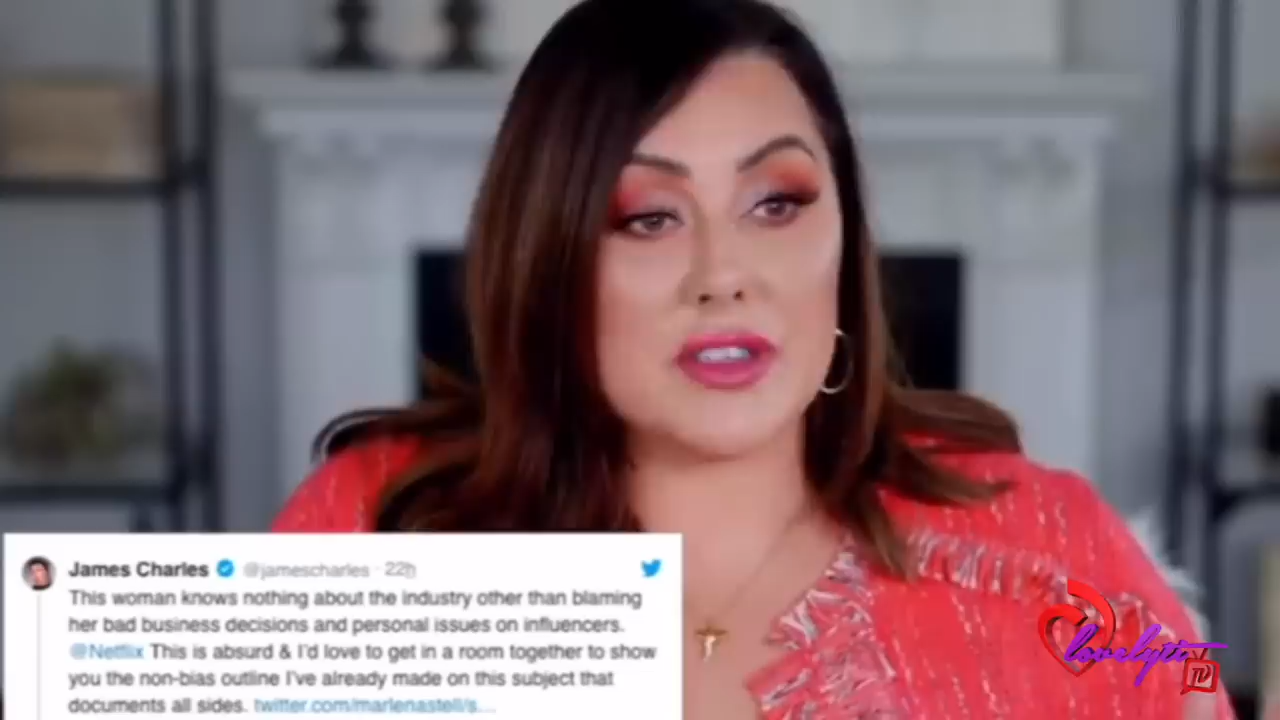 James Charles @jamescharles · 22h
This woman knows nothing about the industry other than blaming
her bad business decisions and personal issues on influencers.
@Netflix This is absurd & I'd love to get in a room together to show
you the non-bias outline I've already made on this subject that
documents all sides. twitter.com/marlenastell/s...
lovelyti TV